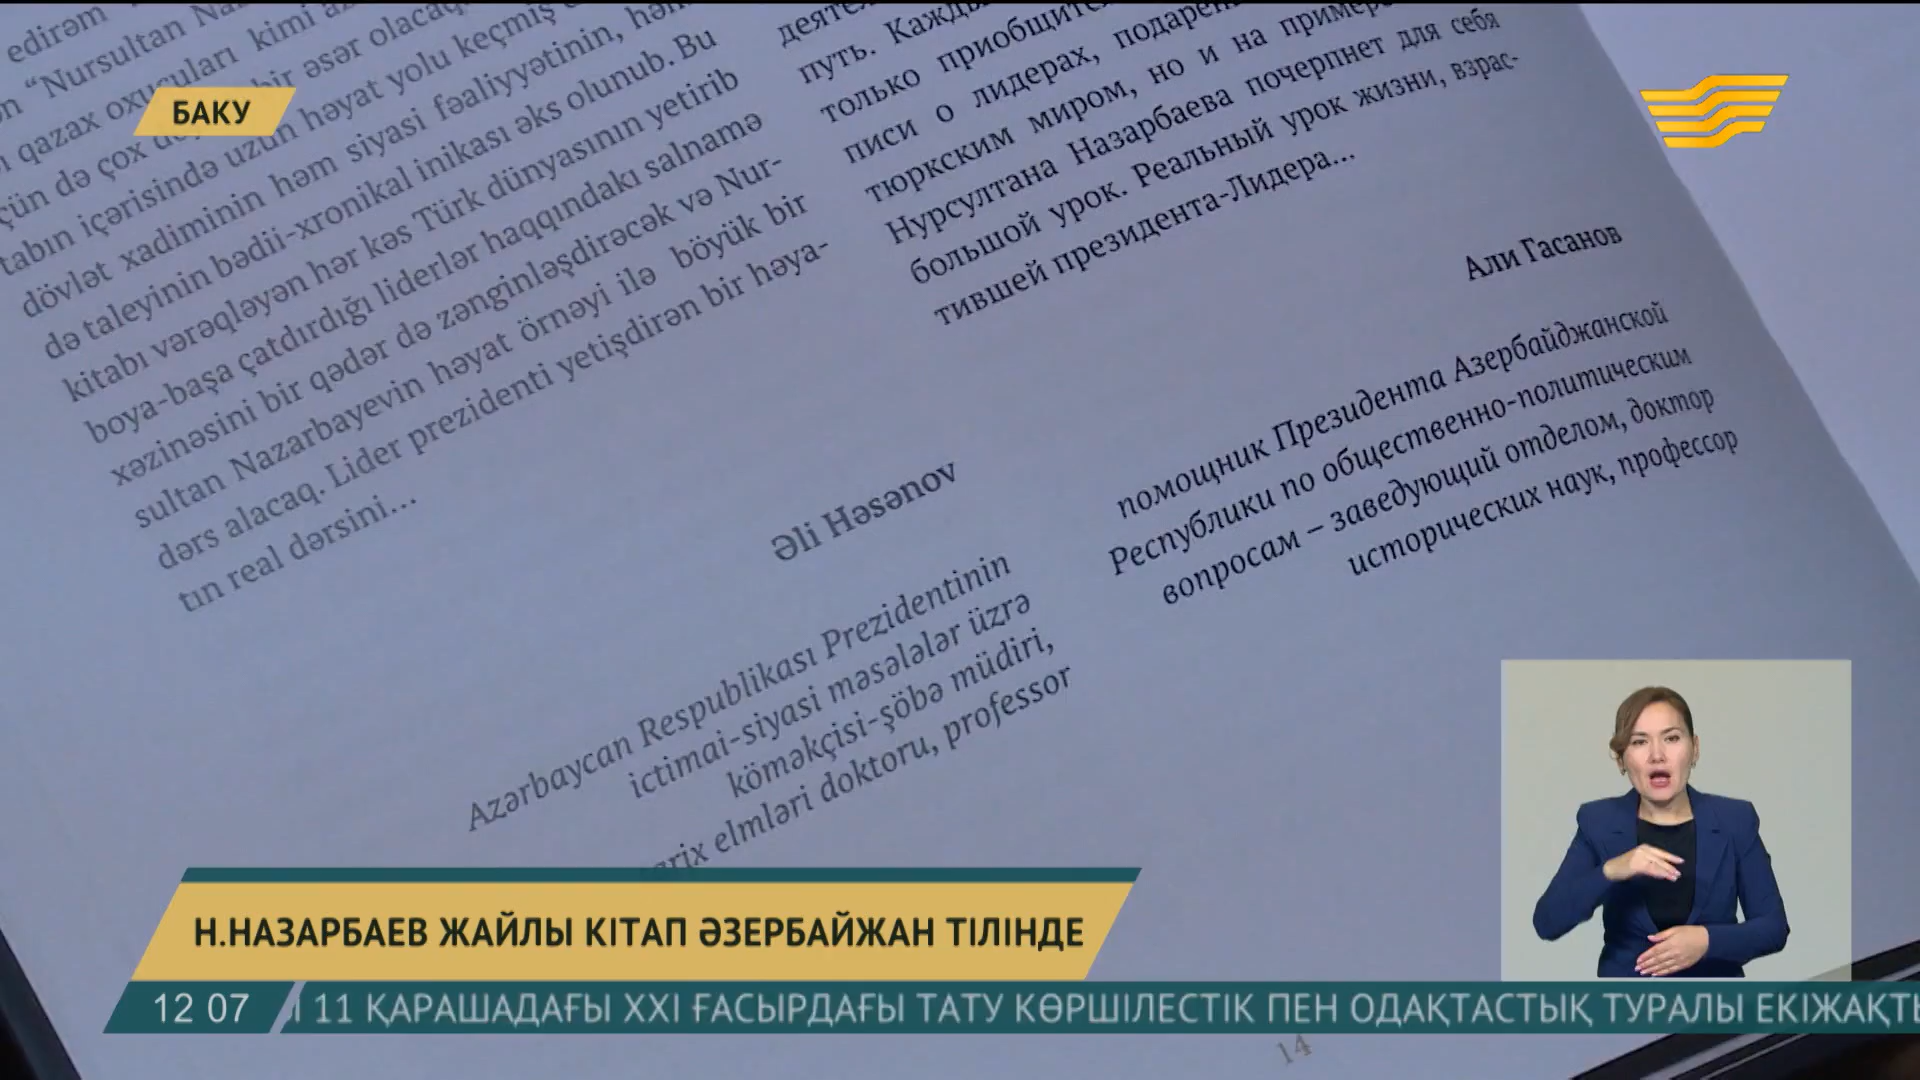 БАКУ
edirəm
“Nursultan
qazax oxucuları kimi
çün də çox bir əsər olacaq
tabın içərisində uzun həyat yolu keçmiş
dövlət xadiminin həm siyasi fəaliyyətinin, həm
də taleyinin bədii-xronikal inikası əks olunub. Bu
kitabı vərəqləyən hər kəs Türk dünyasının yetirib
boya-başa çatdırdığı liderlər haqqındakı salnamə
xəzinəsini bir qədər də zənginləşdirəcək və Nur-
sultan Nazarbayevin həyat örnəyi ilə böyük bir
dərs alacaq. Lider prezidenti yetişdirən bir həya-
tın real dərsini...
Əli Həsənov
Azərbaycan Respublikası Prezidentinin
ictimai-siyasi məsələlər üzrə
köməkçisi-şöbə müdiri,
elmləri doktoru, professor
путь.
только приобщитс
писи о лидерах, подарен
тюркским миром, но и на пример
Нурсултана Назарбаева почерпнет для себя
большой урок. Реальный урок жизни, взрас-
тившей президента-Лидера...
Али Гасанов
помощник Президента Азербайджанской
Республики по общественно-политическим
вопросам – заведующий отделом, доктор
исторических наук, профессор
14
Н.НАЗАРБАЕВ ЖАЙЛЫ КІТАП ӘЗЕРБАЙЖАН ТІЛІНДЕ
12 07
11 ҚАРАШАДАҒЫ XXI ҒАСЫРДАҒЫ ТАТУ КӨРШІЛЕСТІК ПЕН ОДАҚТАСТЫҚ ТУРАЛЫ ЕКІЖАҚТЫ